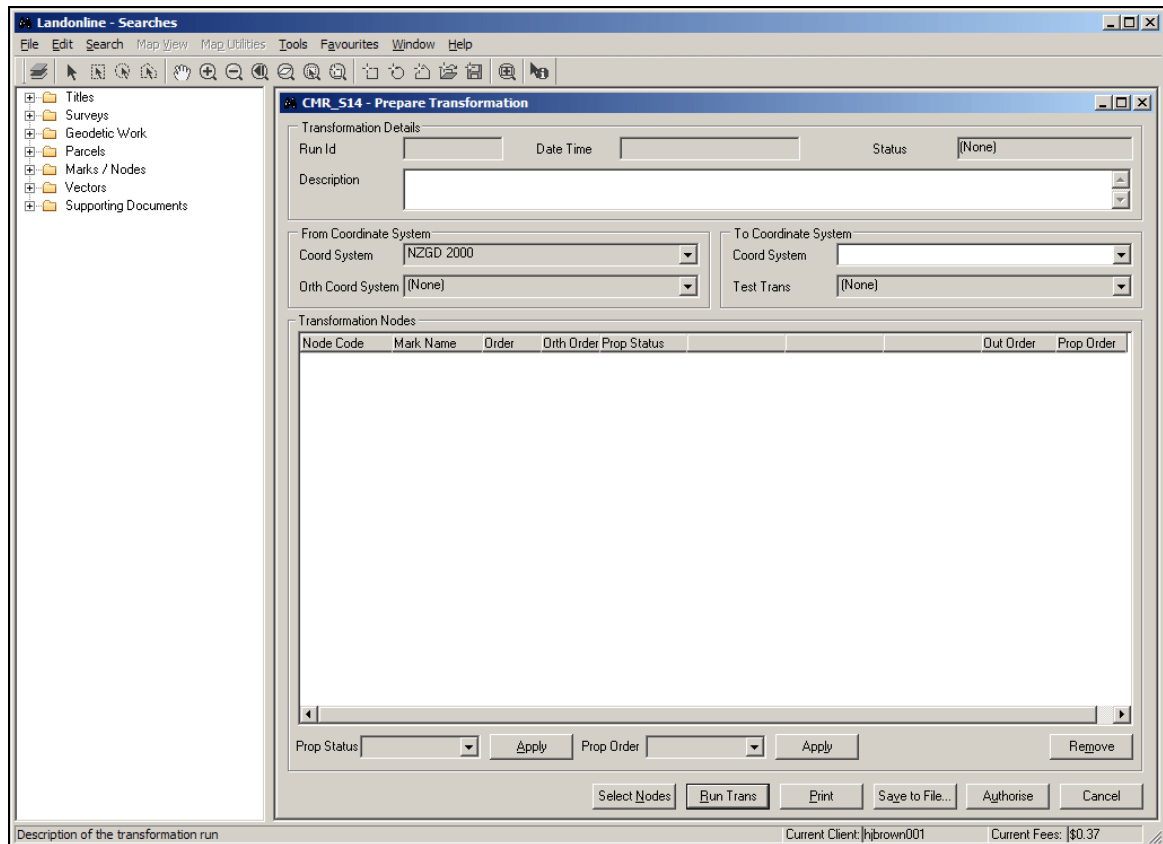 Landonline - Searches
File Edit Search Map View Map Utilities Tools Favourites Window Help
Titles
Surveys
Geodetic Work
Parcels
Marks / Nodes
Vectors
Supporting Documents
CMR_S14 - Prepare Transformation
Transformation Details
Run Id Date Time Status (None)
Description
From Coordinate System
Coord System NZGD 2000
Orth Coord System (None)
To Coordinate System
Coord System
Test Trans (None)
Transformation Nodes
Node Code Mark Name Order Orth Order Prop Status Out Order Prop Order
Prop Status Apply Prop Order Apply Remove
Select Nodes Run Trans Print Save to File... Authorise Cancel
Description of the transformation run Current Client: hjbrown001 Current Fees: $0.37